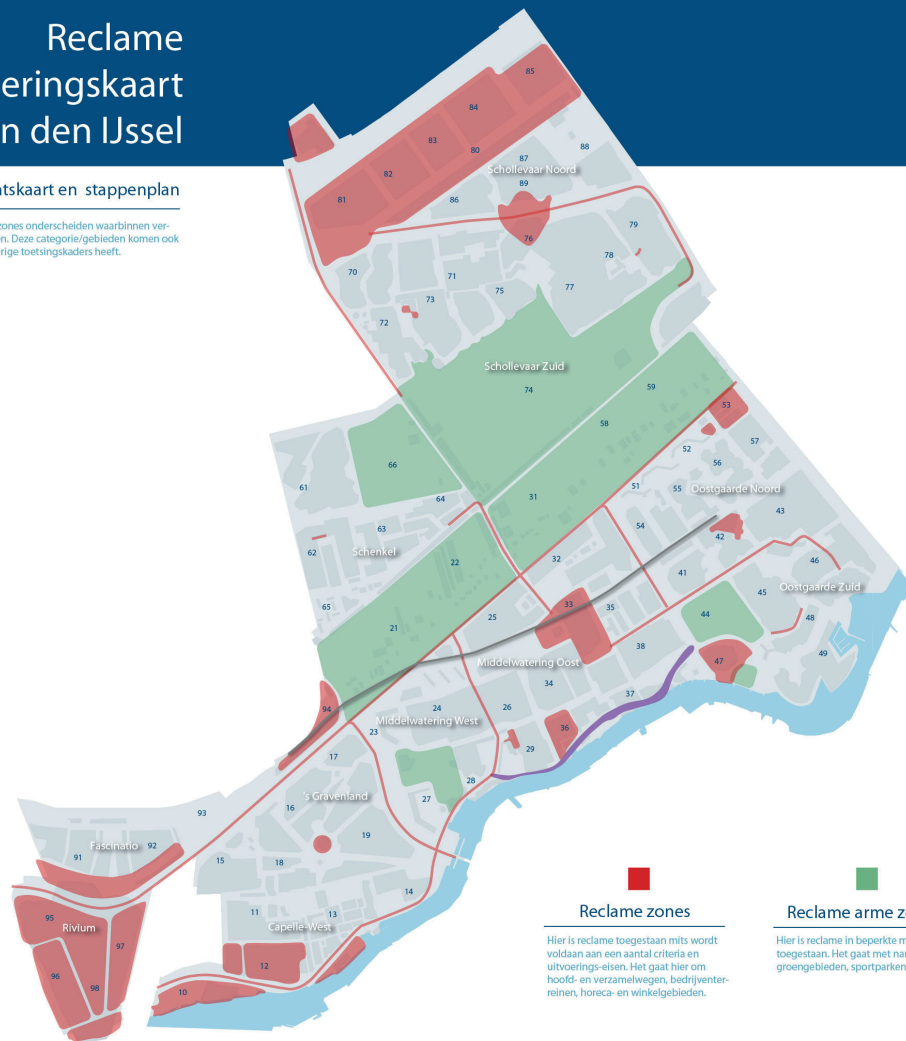 Reclame
eringskaart
n den IJssel
atskaart en stappenplan
zones onderscheiden waarbinnen ver-
en. Deze categorie/gebieden komen ook
erige toetsingskaders heeft.
85
84
83
80
82
81
87
88
Schollevaar Noord
89
86
76
79
78
70
71
77
75
73
72
Schollevaar Zuid
74
59
58
53
57
52
56
66
61
51
55
Oostgaarde Noord
31
64
43
54
63
42
62
Schenkel
22
32
46
41
Oostgaarde Zuid
45
65
33
35
44
48
25
21
38
49
Middelwatering Oost
47
34
37
94
24
26
Middelwatering West
36
23
29
17
28
's Gravenland
27
16
93
19
Fascinatio
92
91
15
18
14
95
11
13
Rivium
Capelle-West
97
12
96
98
10
Reclame zones
Hier is reclame toegestaan mits wordt
voldaan aan een aantal criteria en
uitvoerings-eisen. Het gaat hier om
hoofd- en verzamelwegen, bedrijventer-
reinen, horeca- en winkelgebieden.
Reclame arme z
Hier is reclame in beperkte m
toegestaan. Het gaat met nar
groengebieden, sportparken